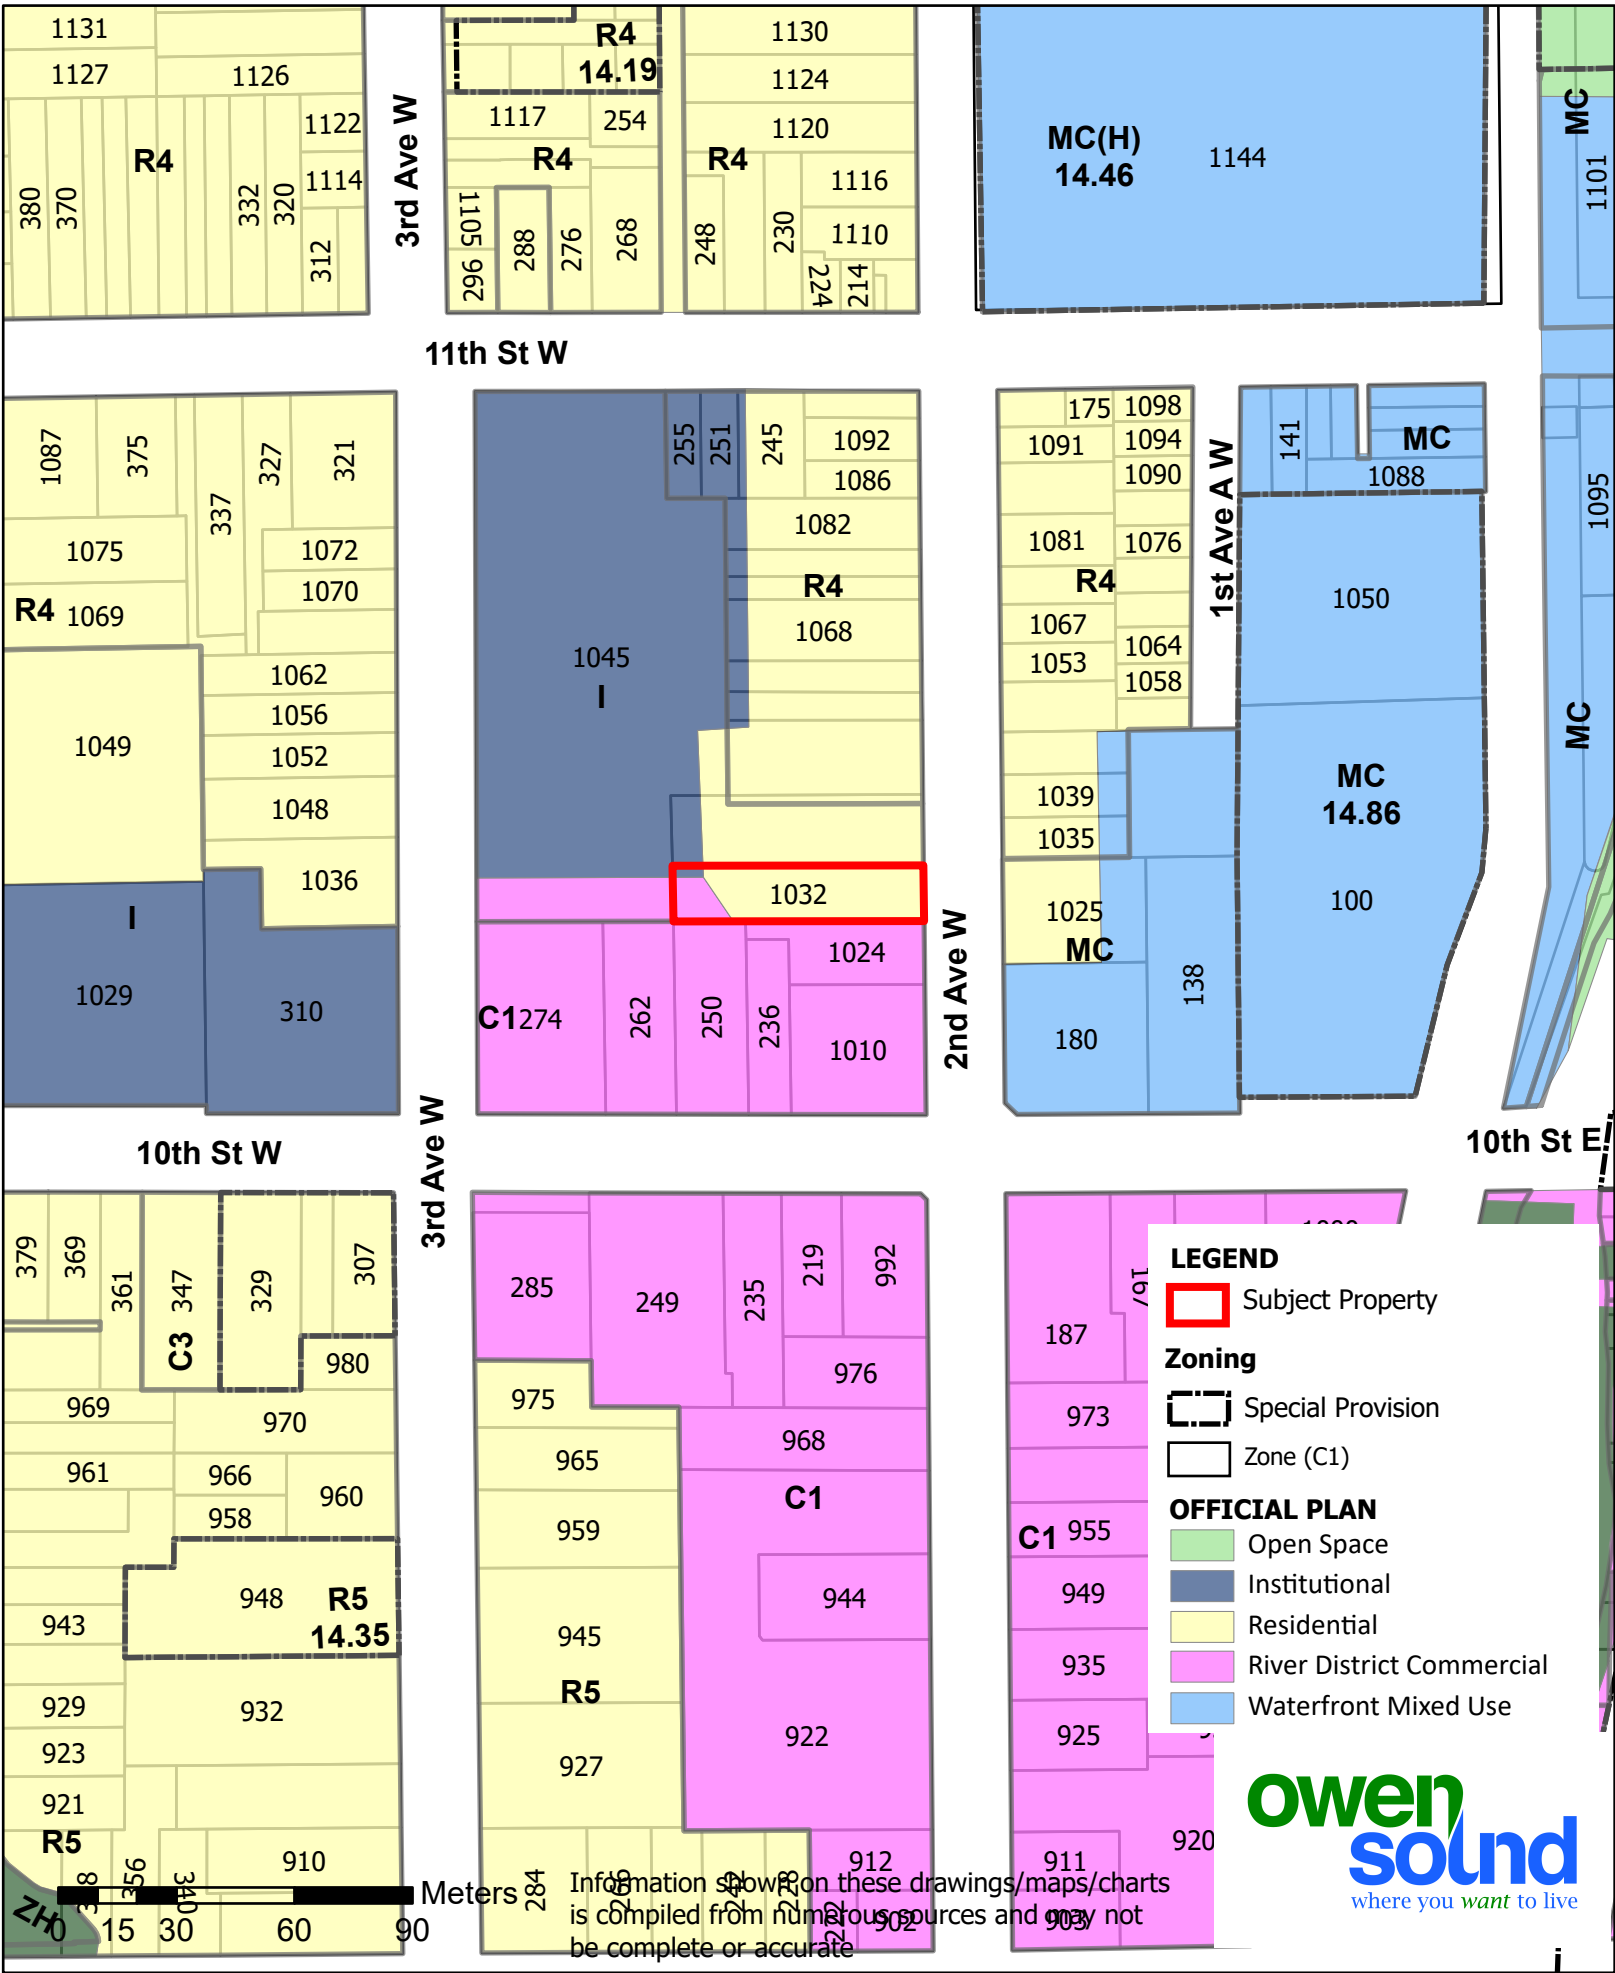 1131
1127
1126
1122
1114
380
370
332
320
312
R4
3rd Ave W
R4
14.19
1117
254
R4
1105
296
288
276
268
1130
1124
1120
R4
1116
1110
248
230
224
214
MC(H)
14.46
1144
MC
1101
11th St W
1087
375
337
327
321
1075
1072
1070
R4
1069
1062
1056
1052
1048
1036
1049
I
1029
310
255
251
245
1092
1086
1082
R4
1068
1045
I
1032
C1
274
262
250
236
1024
1010
2nd Ave W
175
1098
1091
1094
1090
1081
1076
R4
1067
1064
1053
1058
1039
1035
1025
MC
138
180
1st Ave A W
141
MC
1088
1050
MC
14.86
100
1095
MC
10th St W
3rd Ave W
10th St E
379
369
361
347
C3
329
307
980
969
970
961
966
960
958
948
R5
14.35
943
929
932
923
921
R5
910
356
340
ZH
285
249
235
219
992
976
975
965
968
C1
959
944
945
R5
922
927
284
266
242
228
222
912
902
187
167
973
C1
955
949
935
925
920
911
903
LEGEND
Subject Property
Zoning
Special Provision
Zone (C1)
OFFICIAL PLAN
Open Space
Institutional
Residential
River District Commercial
Waterfront Mixed Use
owen
sound
where you want to live
Meters
0 15 30 60 90
Information shown on these drawings/maps/charts
is compiled from numerous sources and may not
be complete or accurate
i